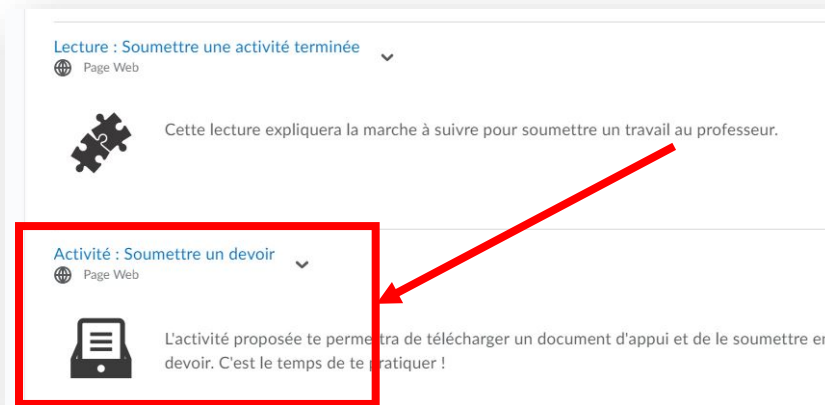 Lecture : Soumettre une activité terminée
Page Web
Cette lecture expliquera la marche à suivre pour soumettre un travail au professeur.
Activité : Soumettre un devoir
Page Web
L'activité proposée te permettra de télécharger un document d'appui et de le soumettre en
devoir. C'est le temps de te pratiquer !